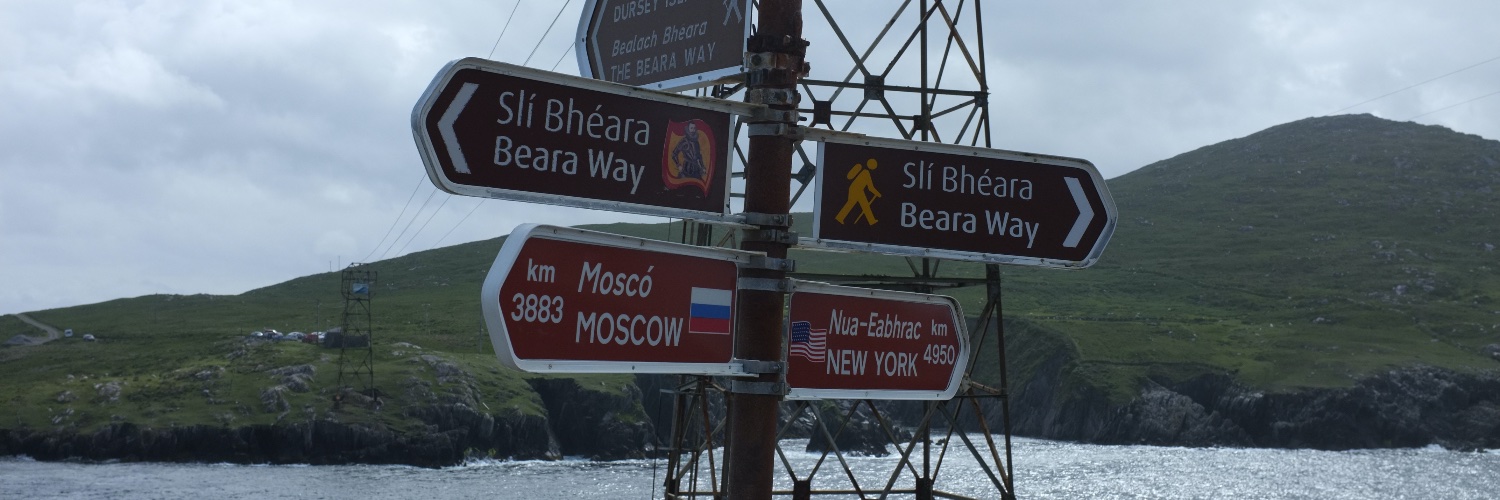 DURSEY
Bealach Bhéara
THE BEARA WAY
Slí Bhéara
Beara Way
Slí Bhéara
Beara Way
km
3883
Moscó
MOSCOW
Nua-Eabhrac
NEW YORK
km
4950